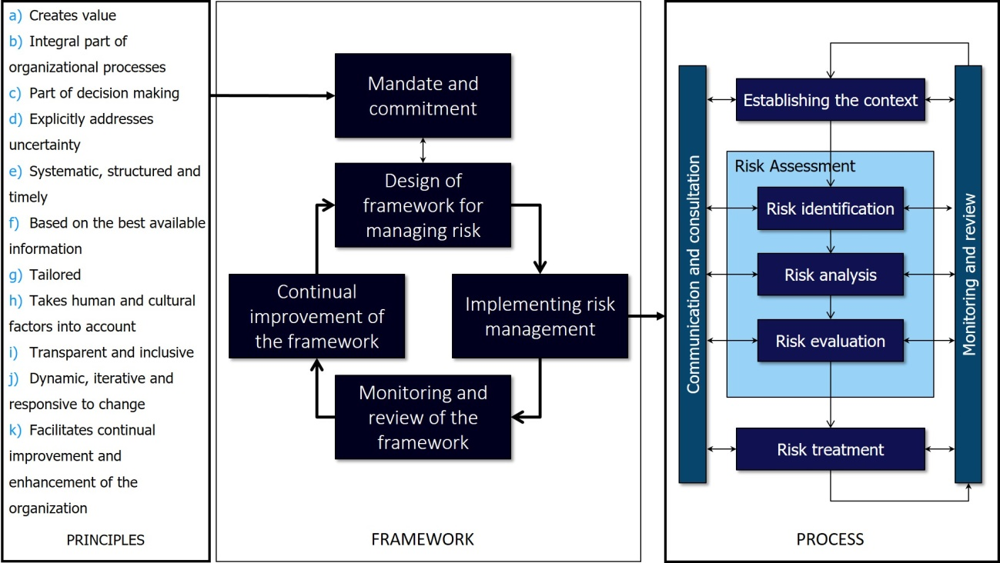 a) Creates value
b) Integral part of
organizational processes
c) Part of decision making
d) Explicitly addresses
uncertainty
e) Systematic, structured and
timely
f) Based on the best available
information
g) Tailored
h) Takes human and cultural
factors into account
i) Transparent and inclusive
j) Dynamic, iterative and
responsive to change
k) Facilitates continual
improvement and
enhancement of the
organization
PRINCIPLES
Mandate and
commitment
Design of
framework for
managing risk
Continual
improvement of
the framework
Implementing risk
management
Monitoring and
review of the
framework
FRAMEWORK
Communication and consultation
Establishing the context
Risk Assessment
Risk identification
Risk analysis
Risk evaluation
Risk treatment
Monitoring and review
PROCESS